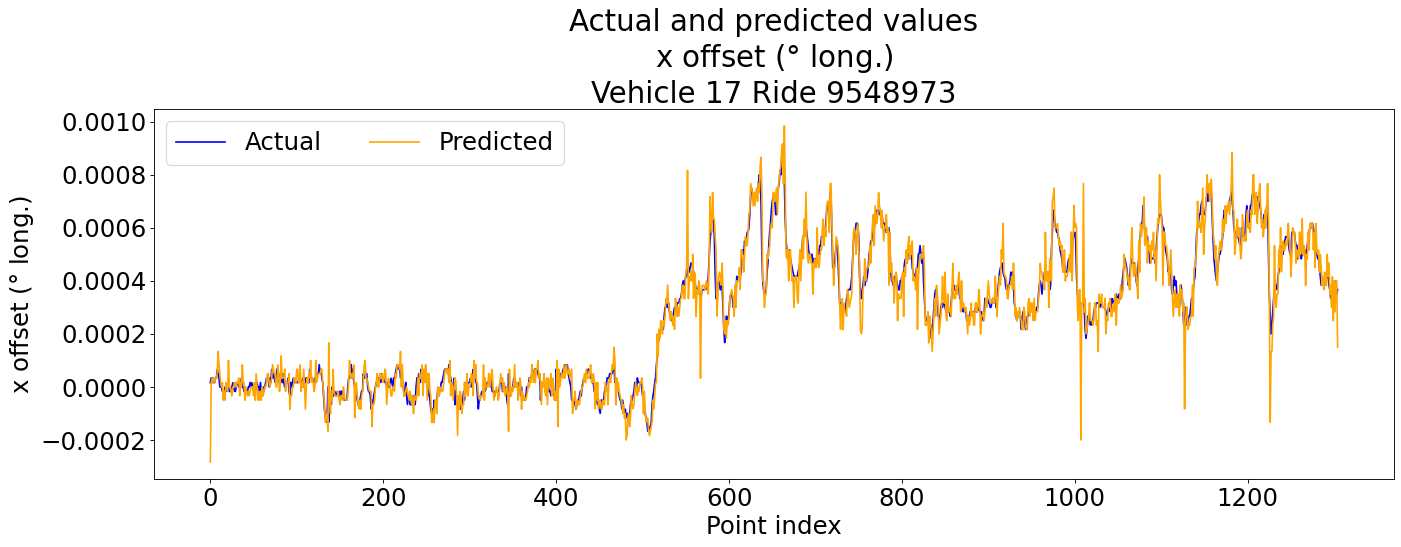 Actual and predicted values
x offset (° long.)
Vehicle 17 Ride 9548973
Actual
Predicted
x offset (° long.)
0.0010
0.0008
0.0006
0.0004
0.0002
0.0000
−0.0002
0 200 400 600 800 1000 1200
Point index